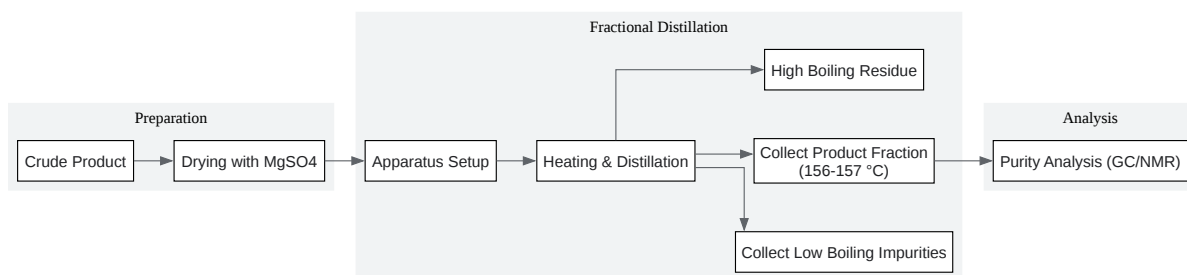 Fractional Distillation
High Boiling Residue
Preparation
Analysis
Crude Product
Drying with MgSO4
Apparatus Setup
Heating & Distillation
Collect Product Fraction
(156-157 °C)
Purity Analysis (GC/NMR)
Collect Low Boiling Impurities